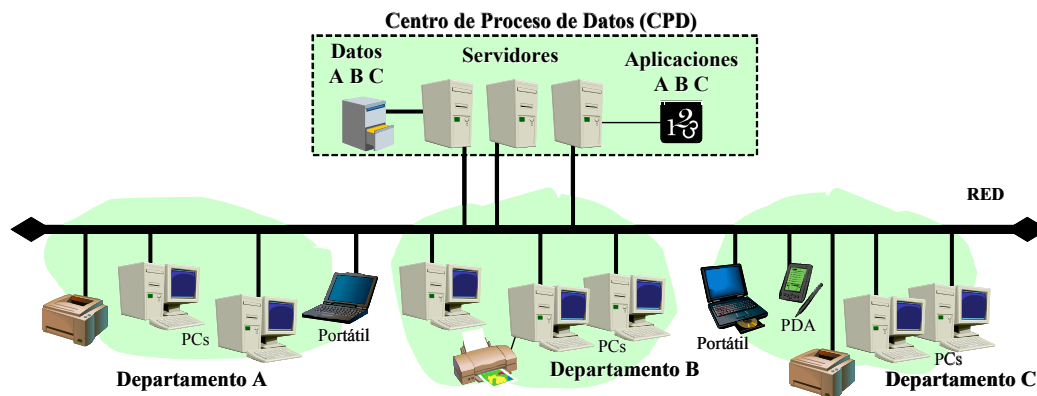 Centro de Proceso de Datos (CPD)
Datos
A B C
Servidores
Aplicaciones
A B C
RED
PCs
Portátil
Departamento A
PCs
Departamento B
Portátil
PDA
PCs
Departamento C